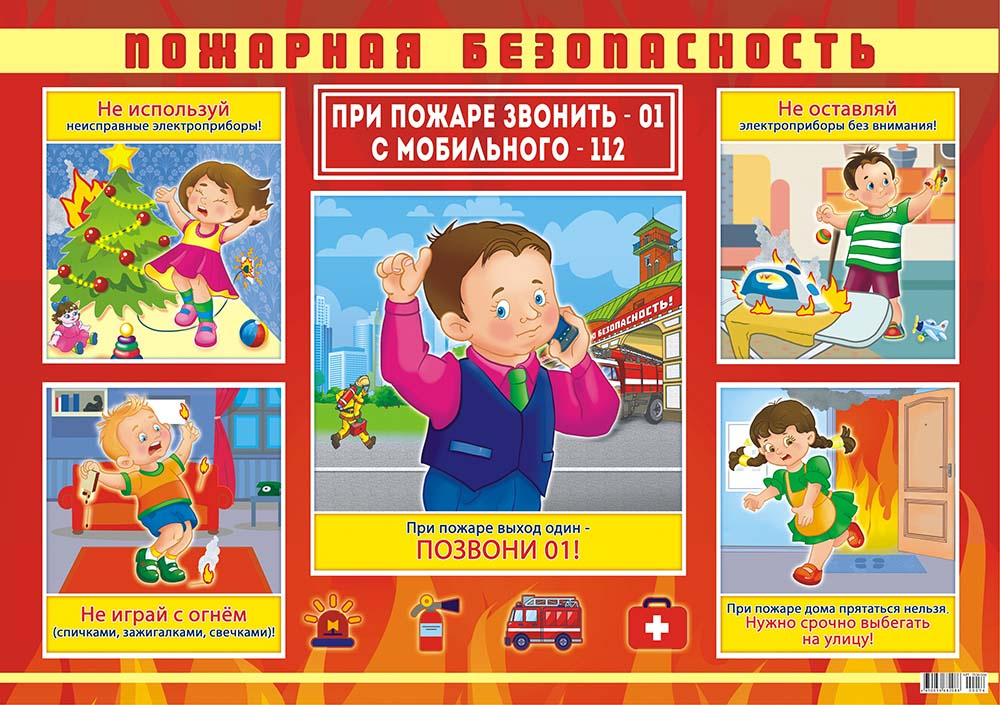 ПОЖАРНАЯ БЕЗОПАСНОСТЬ
Не используй
неисправные электроприборы!
ПРИ ПОЖАРЕ ЗВОНИТЬ - 01
С МОБИЛЬНОГО - 112
Не оставляй
электроприборы без внимания!
О БЕЗОПАСНОСТЬ!
При пожаре выход один -
ПОЗВОНИ 01!
Не играй с огнём
(спичками, зажигалками, свечками)!
При пожаре дома прятаться нельзя.
Нужно срочно выбегать
на улицу!